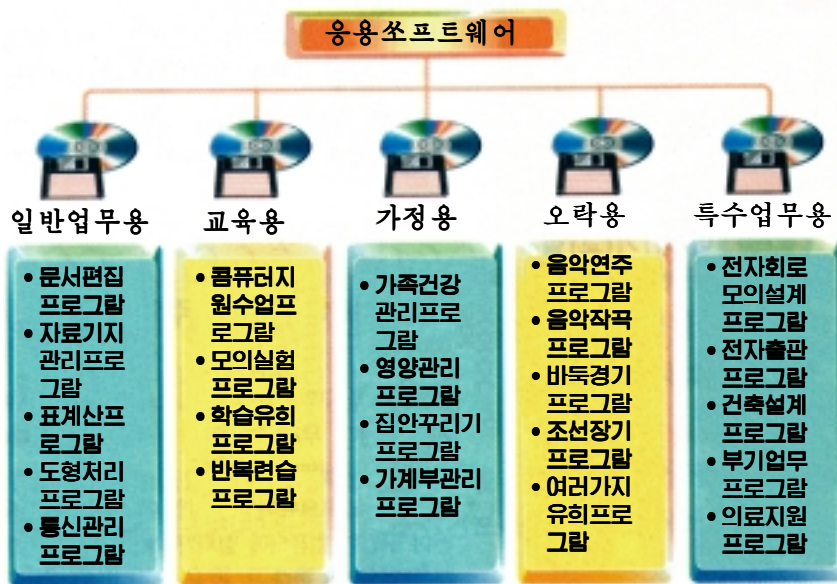 응용쏘프트웨어
일반업무용
• 문서편집
프로그람
• 자료기지
관리프로
그람
• 표계산프
로그람
• 도형처리
프로그람
• 통신관리
프로그람
교육용
• 콤퓨터지
원수업프
로그람
• 모의실험
프로그람
• 학습유희
프로그람
• 반복련습
프로그람
가정용
• 가족건강
관리프로
그람
• 영양관리
프로그람
• 집안꾸리기
프로그람
• 가계부관리
프로그람
오락용
• 음악연주
프로그람
• 음악작곡
프로그람
• 바둑경기
프로그람
• 조선장기
프로그람
• 여러가지
유희프로
그람
특수업무용
• 전자회로
모의설계
프로그람
• 전자출판
프로그람
• 건축설계
프로그람
• 부기업무
프로그람
• 의료지원
프로그람